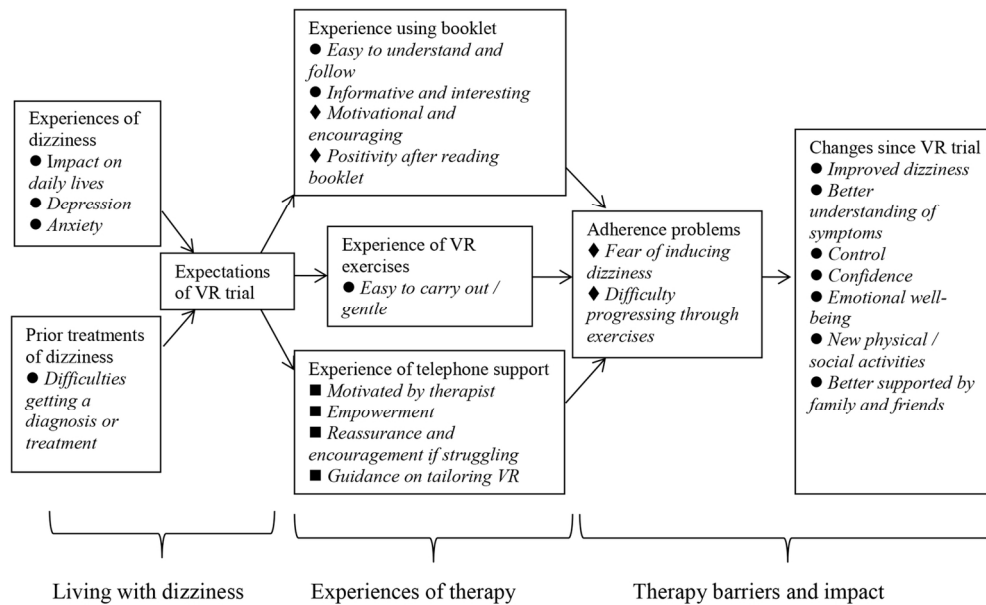 Experiences of
dizziness
● Impact on
daily lives
● Depression
● Anxiety
Prior treatments
of dizziness
● Difficulties
getting a
diagnosis or
treatment
Expectations
of VR trial
Experience using booklet
● Easy to understand and
follow
● Informative and interesting
♦ Motivational and
encouraging
♦ Positivity after reading
booklet
Experience of VR
exercises
● Easy to carry out /
gentle
Experience of telephone support
■ Motivated by therapist
■ Empowerment
■ Reassurance and
encouragement if struggling
■ Guidance on tailoring VR
Adherence problems
♦ Fear of inducing
dizziness
♦ Difficulty
progressing through
exercises
Changes since VR trial
● Improved dizziness
● Better
understanding of
symptoms
● Control
● Confidence
● Emotional well-
being
● New physical /
social activities
● Better supported by
family and friends
Living with dizziness
Experiences of therapy
Therapy barriers and impact